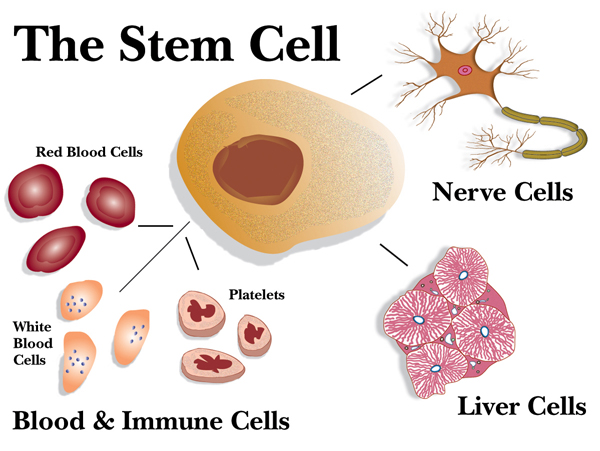 The Stem Cell
Red Blood Cells
Nerve Cells
Platelets
White
Blood
Cells
Blood & Immune Cells
Liver Cells